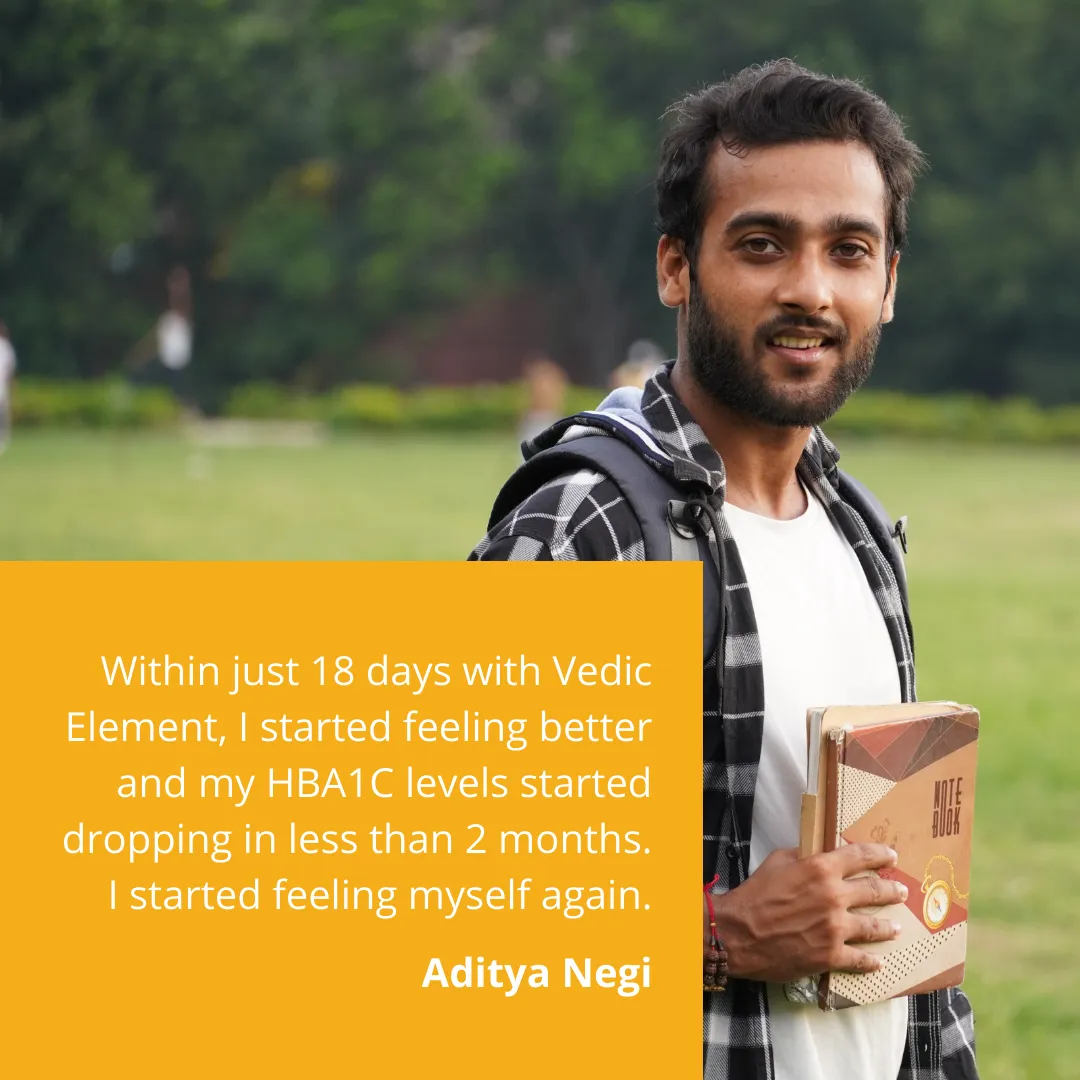 Within just 18 days with Vedic
Element, I started feeling better
and my HBA1C levels started
dropping in less than 2 months.
I started feeling myself again.
Aditya Negi
NOTE
BOOK